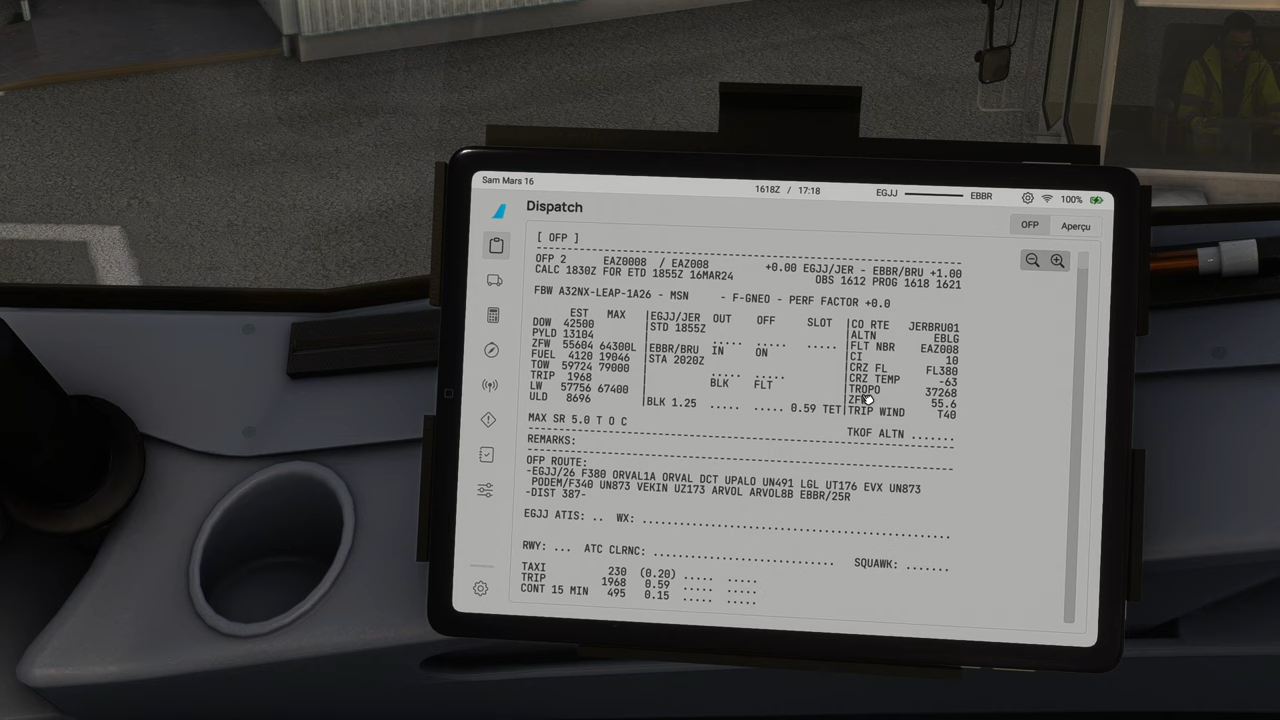 Sam Mars 16
1618Z / 17:18
EGJJ
EBBR
100%
Dispatch
OFP
Aperçu
[ OFP ]
OFP 2 EAZ0008 / EAZ008 +0.00 EGJJ/JER - EBBR/BRU +1.00
CALC 1830Z FOR ETD 1855Z 16MAR24 OBS 1612 PROG 1618 1621
FBW A32NX-LEAP-1A26 - MSN - F-GNEO - PERF FACTOR +0.0
EST MAX |EGJJ/JER OUT OFF SLOT |CO RTE JERBRU01
DOW 42500 |STD 1855Z |ALTN EBLG
PYLD 13104 ..... ..... ..... |FLT NBR EAZ008
ZFW 55604 64300L |EBBR/BRU IN ON |CI 10
FUEL 4120 19046 |STA 2020Z |CRZ FL FL380
TOW 59724 79000 ..... ..... |CRZ TEMP -63
TRIP 1968 BLK FLT |TROPO 37268
LW 57756 67400 55.6
ULD 8696 |BLK 1.25 ..... ..... 0.59 TET|TRIP WIND T40
MAX SR 5.0 T O C TKOF ALTN .......
REMARKS:
OFP ROUTE:
-EGJJ/26 F380 ORVAL1A ORVAL DCT UPALO UN491 LGL UT176 EVX UN873
PODEM/F340 UN873 VEKIN UZ173 ARVOL ARVOL8B EBBR/25R
-DIST 387-
EGJJ ATIS: .. WX: ...............................................
RWY: ... ATC CLRNC: ........................... SQUAWK: .......
TAXI 230 (0.20) ..... .....
TRIP 1968 0.59 ..... .....
CONT 15 MIN 495 0.15 ..... .....